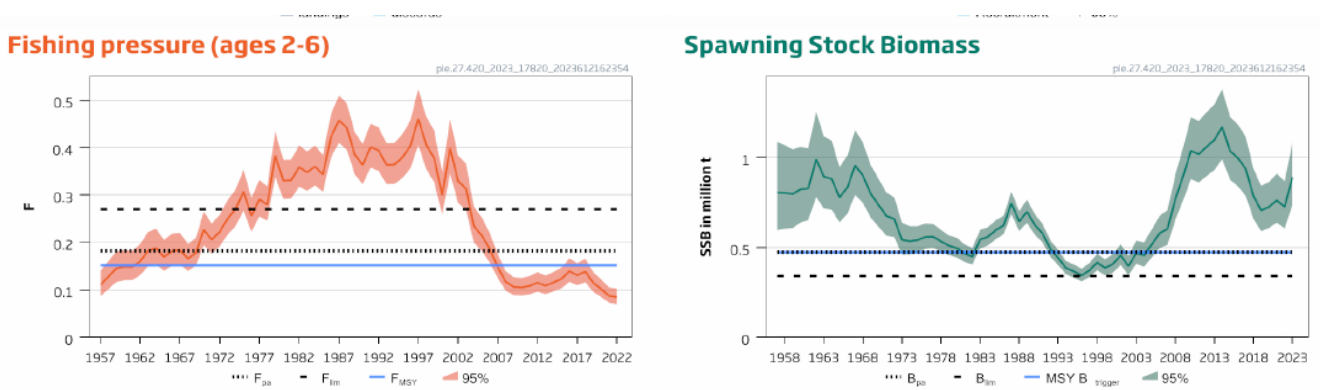 Fishing pressure (ages 2-6)
Spawning Stock Biomass
ple.27.420_2023_17820_2023612162354
ple.27.420_2023_17820_2023612162354
0.5
0.4
0.3
0.2
0.1
0
F
1957 1962 1967 1972 1977 1982 1987 1992 1997 2002 2007 2012 2017 2022
Fpa Flim FMSY 95%
1
0.5
0
SSB in million t
1958 1963 1968 1973 1978 1983 1988 1993 1998 2003 2008 2013 2018 2023
Bpa Blim MSY B trigger 95%